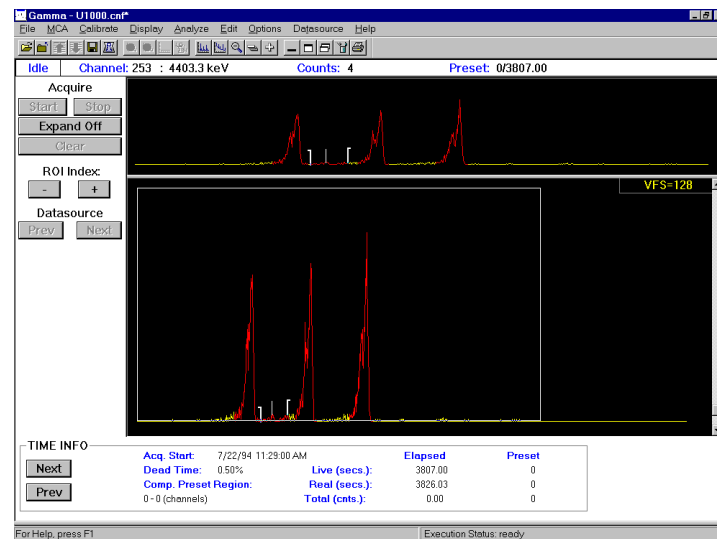 Gamma - U1000.cnf*
File MCA Calibrate Display Analyze Edit Options Datasource Help
Idle Channel: 253 : 4403.3 keV Counts: 4 Preset: 0/3807.00
Acquire
Start Stop
Expand Off
Clear
ROI Index:
- +
Datasource
Prev Next
VFS=128
TIME INFO
Next
Prev
Acq. Start: 7/22/94 11:29:00 AM Elapsed Preset
Dead Time: 0.50% Live (secs.): 3807.00 0
Comp. Preset Region: Real (secs.): 3826.03 0
0 - 0 (channels) Total (cnts.): 0.00 0
For Help, press F1 Execution Status: ready